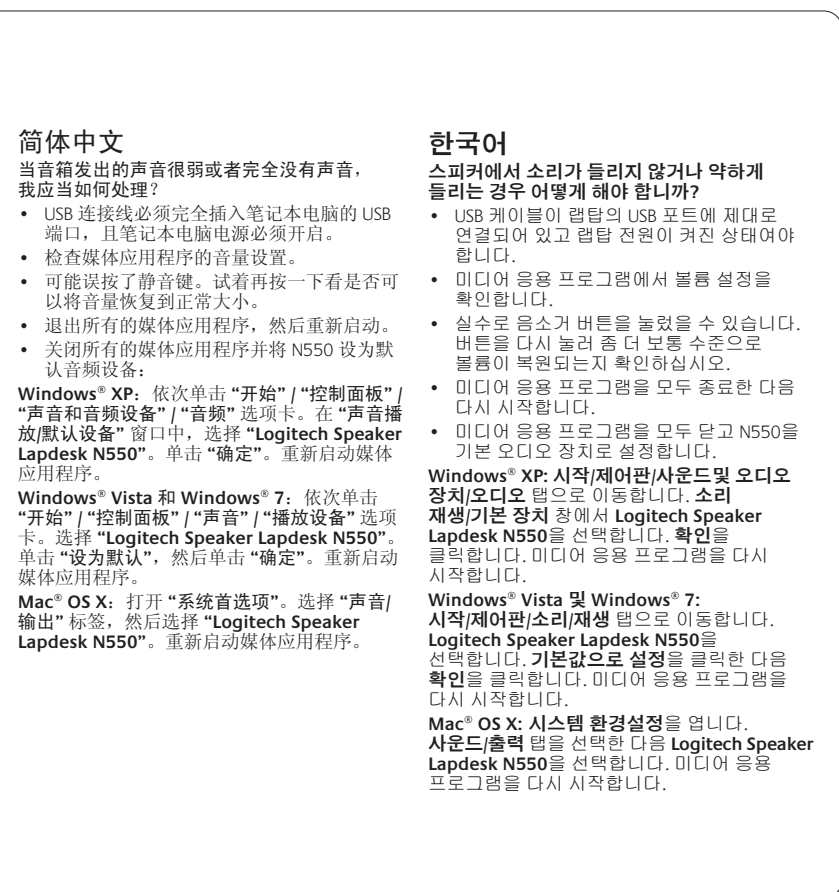 简体中文
当音箱发出的声音很弱或者完全没有声音，
我应当如何处理？
• USB 连接线必须完全插入笔记本电脑的 USB
端口，且笔记本电脑电源必须开启。
• 检查媒体应用程序的音量设置。
• 可能误按了静音键。试着再按一下看是否可
以将音量恢复到正常大小。
• 退出所有的媒体应用程序，然后重新启动。
• 关闭所有的媒体应用程序并将 N550 设为默
认音频设备：
Windows® XP：依次单击 “开始” / “控制面板” /
“声音和音频设备” / “音频” 选项卡。在 “声音播
放/默认设备” 窗口中，选择 “Logitech Speaker
Lapdesk N550”。单击 “确定”。重新启动媒体
应用程序。
Windows® Vista 和 Windows® 7：依次单击
“开始” / “控制面板” / “声音” / “播放设备” 选项
卡。选择 “Logitech Speaker Lapdesk N550”。
单击 “设为默认”，然后单击 “确定”。重新启动
媒体应用程序。
Mac® OS X：打开 “系统首选项”。选择 “声音/
输出” 标签，然后选择 “Logitech Speaker
Lapdesk N550”。重新启动媒体应用程序。
한국어
스피커에서 소리가 들리지 않거나 약하게
들리는 경우 어떻게 해야 합니까?
• USB 케이블이 랩탑의 USB 포트에 제대로
연결되어 있고 랩탑 전원이 켜진 상태여야
합니다.
• 미디어 응용 프로그램에서 볼륨 설정을
확인합니다.
• 실수로 음소거 버튼을 눌렀을 수 있습니다.
버튼을 다시 눌러 좀 더 보통 수준으로
볼륨이 복원되는지 확인하십시오.
• 미디어 응용 프로그램을 모두 종료한 다음
다시 시작합니다.
• 미디어 응용 프로그램을 모두 닫고 N550을
기본 오디오 장치로 설정합니다.
Windows® XP: 시작/제어판/사운드및 오디오
장치/오디오 탭으로 이동합니다. 소리
재생/기본 장치 창에서 Logitech Speaker
Lapdesk N550을 선택합니다. 확인을
클릭합니다. 미디어 응용 프로그램을 다시
시작합니다.
Windows® Vista 및 Windows® 7:
시작/제어판/소리/재생 탭으로 이동합니다.
Logitech Speaker Lapdesk N550을
선택합니다. 기본값으로 설정을 클릭한 다음
확인을 클릭합니다. 미디어 응용 프로그램을
다시 시작합니다.
Mac® OS X: 시스템 환경설정을 엽니다.
사운드/출력 탭을 선택한 다음 Logitech Speaker
Lapdesk N550을 선택합니다. 미디어 응용
프로그램을 다시 시작합니다.